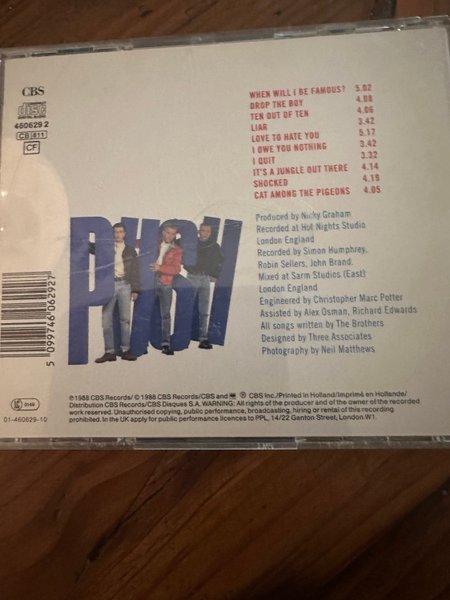 CBS
COMPACT
disc
DIGITAL AUDIO
460629 2
CB 811
CF
WHEN WILL I BE FAMOUS? 5.02
DROP THE BOY 4.08
TEN OUT OF TEN 4.06
LIAR 3.42
LOVE TO HATE YOU 5.17
I OWE YOU NOTHING 3.42
I QUIT 3.32
IT'S A JUNGLE OUT THERE 4.14
SHOCKED 4.19
CAT AMONG THE PIGEONS 4.05
Produced by Nicky Graham
Recorded at Hot Nights Studio
London England
Recorded by Simon Humphrey,
Robin Sellers, John Brand.
Mixed at Sarm Studios (East)
London England
Engineered by Christopher Marc Potter
Assisted by Alex Osman, Richard Edwards
All songs written by The Brothers
Designed by Three Associates
Photography by Neil Matthews
PUSH
5 099746 062927
LC 0149
01-460629-10
℗ 1988 CBS Records/ © 1988 CBS Records/CBS and ® CBS Inc./Printed in Holland/Imprimé en Hollande/
Distribution CBS Records/CBS Disques S.A. WARNING: All rights of the producer and of the owner of the recorded
work reserved. Unauthorised copying, public performance, broadcasting, hiring or rental of this recording
prohibited. In the UK apply for public performance licences to PPL, 14/22 Ganton Street, London.W1.